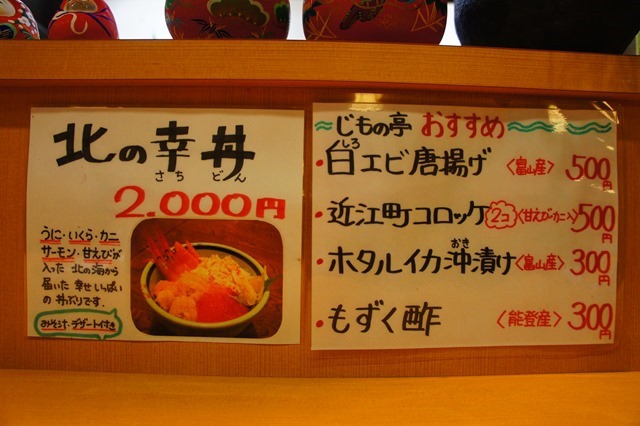 北の幸丼
さち どん
2.000円
うに・いくら・カニ
サーモン・甘えびが
入った 北の海から
届いた 幸せいっぱい
の 丼ぶりです.
みそ汁・デザート付き
じもの亭 おすすめ
しろ
・白エビ唐揚げ 〈富山産〉 500円
・近江町コロッケ 2コ 〈甘えび・カニ入〉 500円
おき
・ホタルイカ沖漬け 〈富山産〉 300円
・もずく酢 〈能登産〉 300円